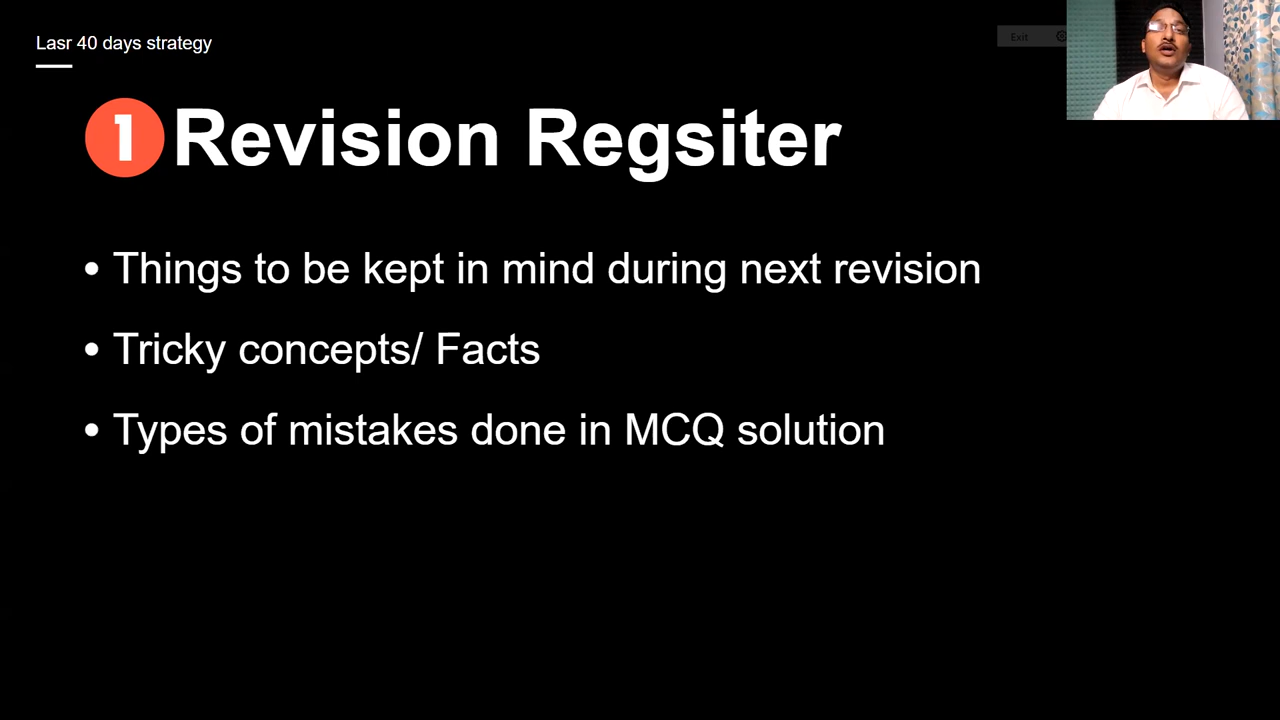 Lasr 40 days strategy
Exit
1 Revision Regsiter
• Things to be kept in mind during next revision
• Tricky concepts/ Facts
• Types of mistakes done in MCQ solution